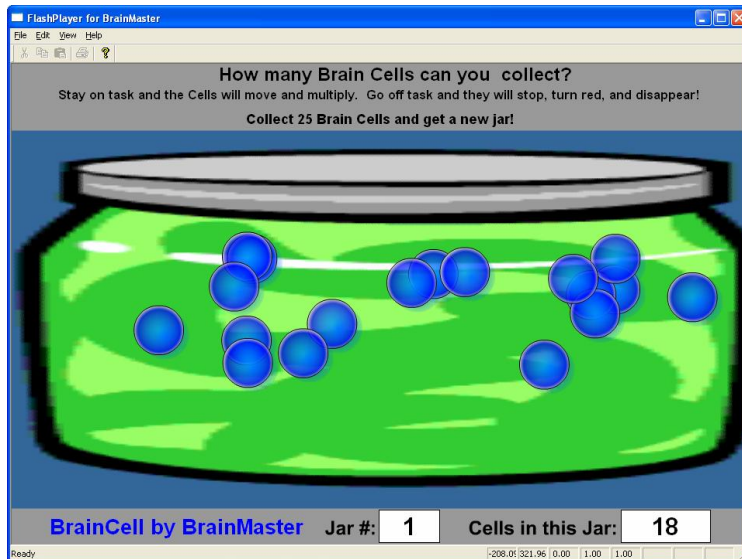 FlashPlayer for BrainMaster
File Edit View Help
How many Brain Cells can you collect?
Stay on task and the Cells will move and multiply. Go off task and they will stop, turn red, and disappear!
Collect 25 Brain Cells and get a new jar!
BrainCell by BrainMaster Jar #: 1 Cells in this Jar: 18
Ready -208.09 321.96 0.00 1.00 1.00